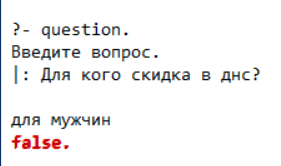 ?- question.
Введите вопрос.
|: Для кого скидка в днс?
для мужчин
false.